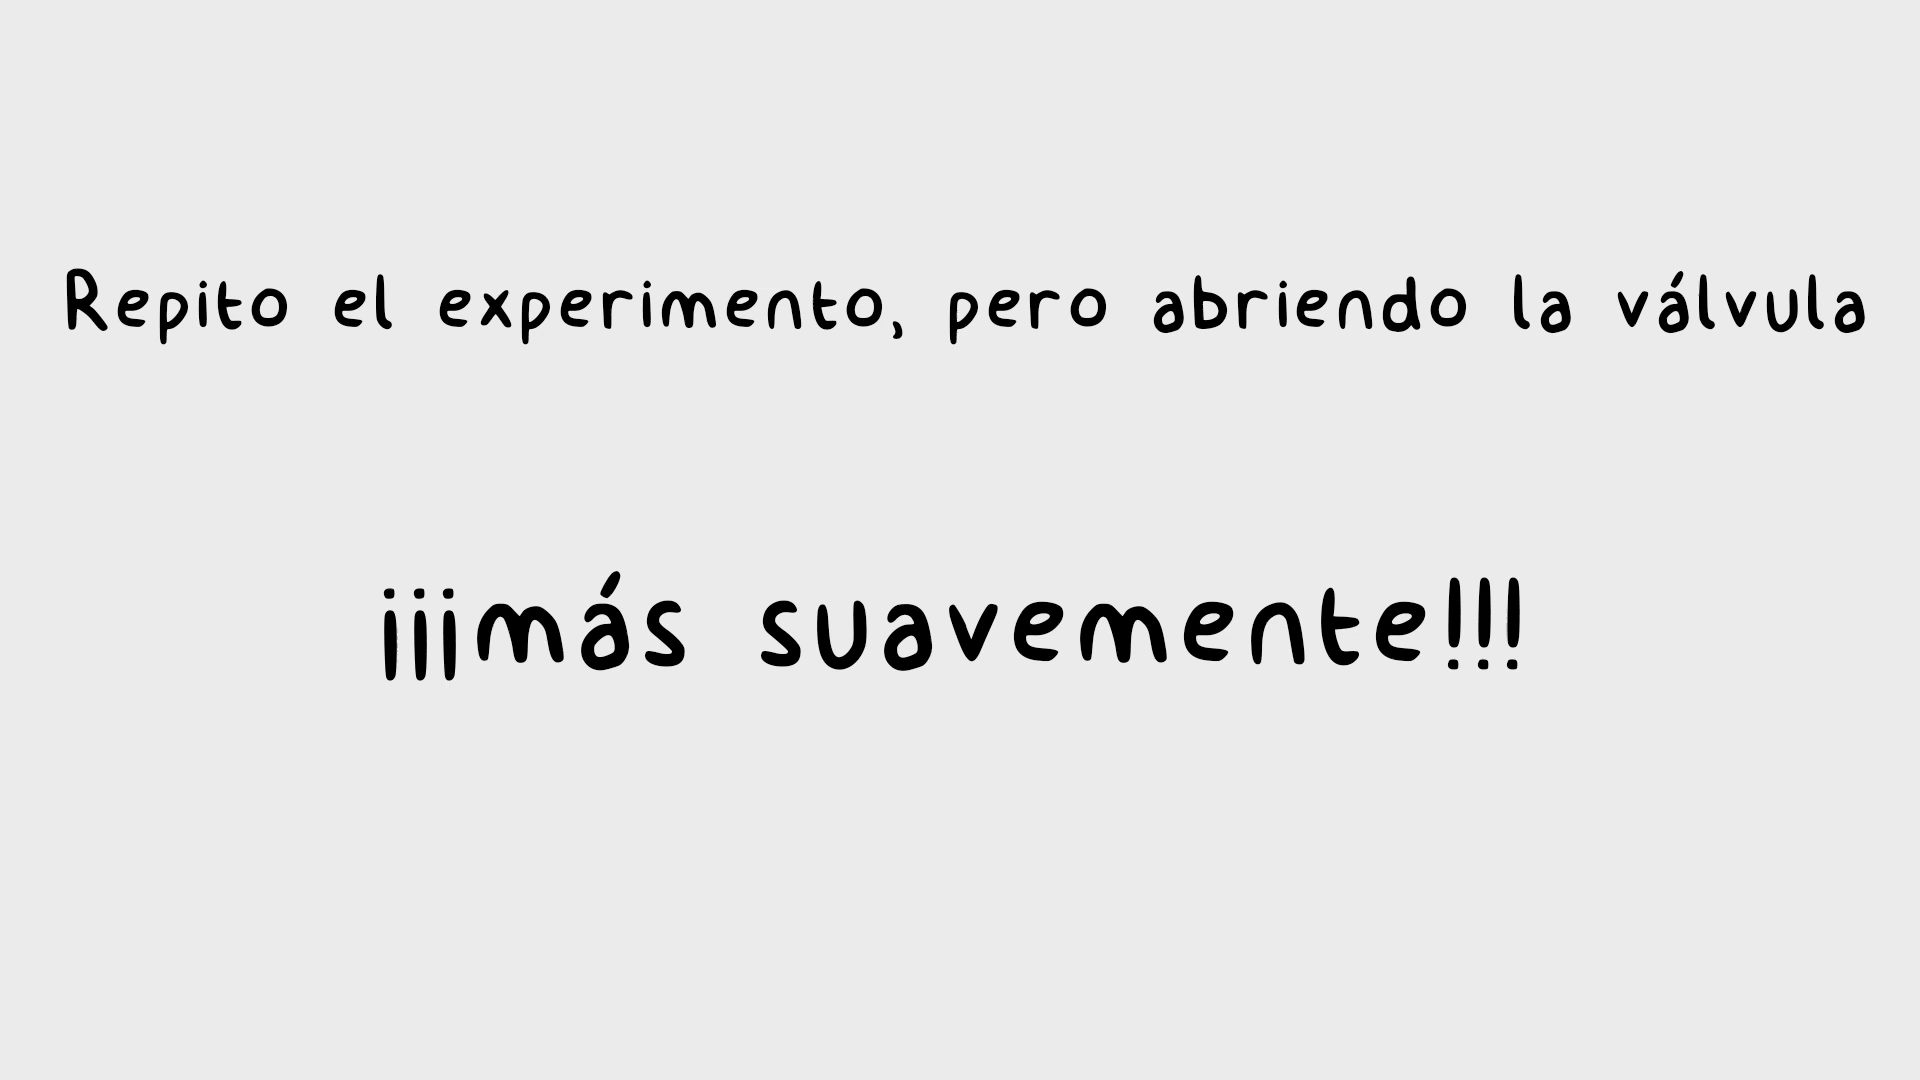 Repito el experimento, pero abriendo la válvula
¡¡¡más suavemente!!!